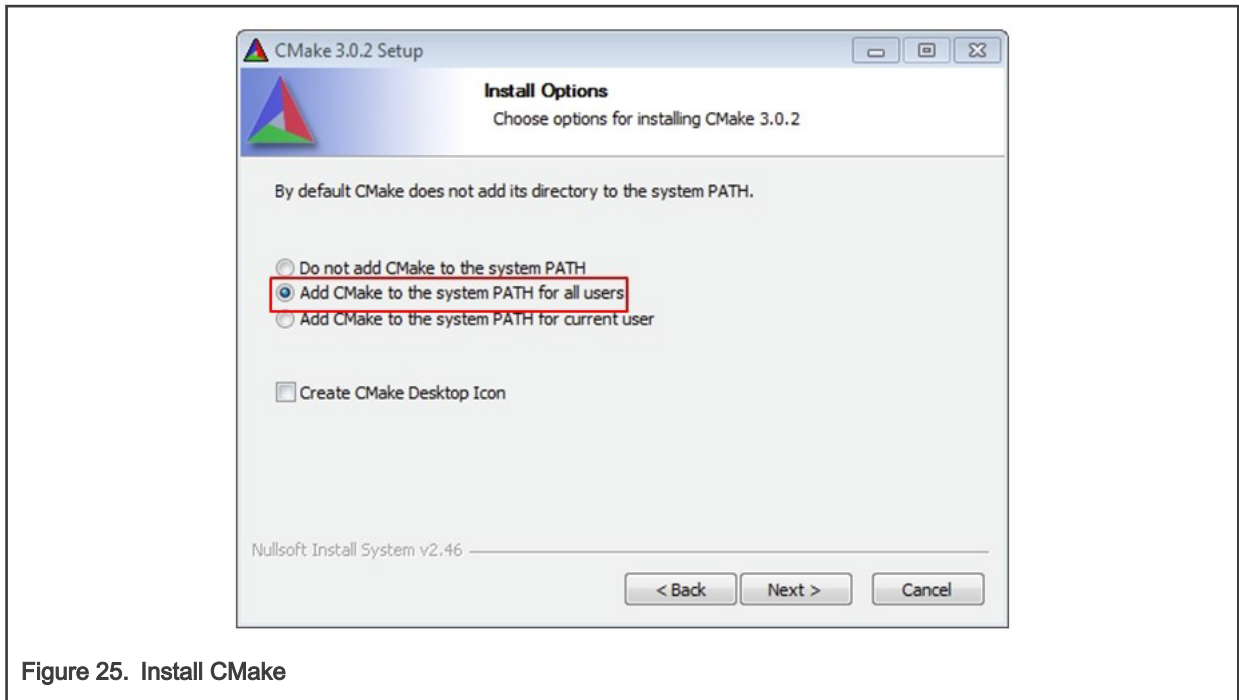 CMake 3.0.2 Setup
Install Options
Choose options for installing CMake 3.0.2
By default CMake does not add its directory to the system PATH.
Do not add CMake to the system PATH
Add CMake to the system PATH for all users
Add CMake to the system PATH for current user
Create CMake Desktop Icon
Nullsoft Install System v2.46
< Back Next > Cancel
Figure 25. Install CMake